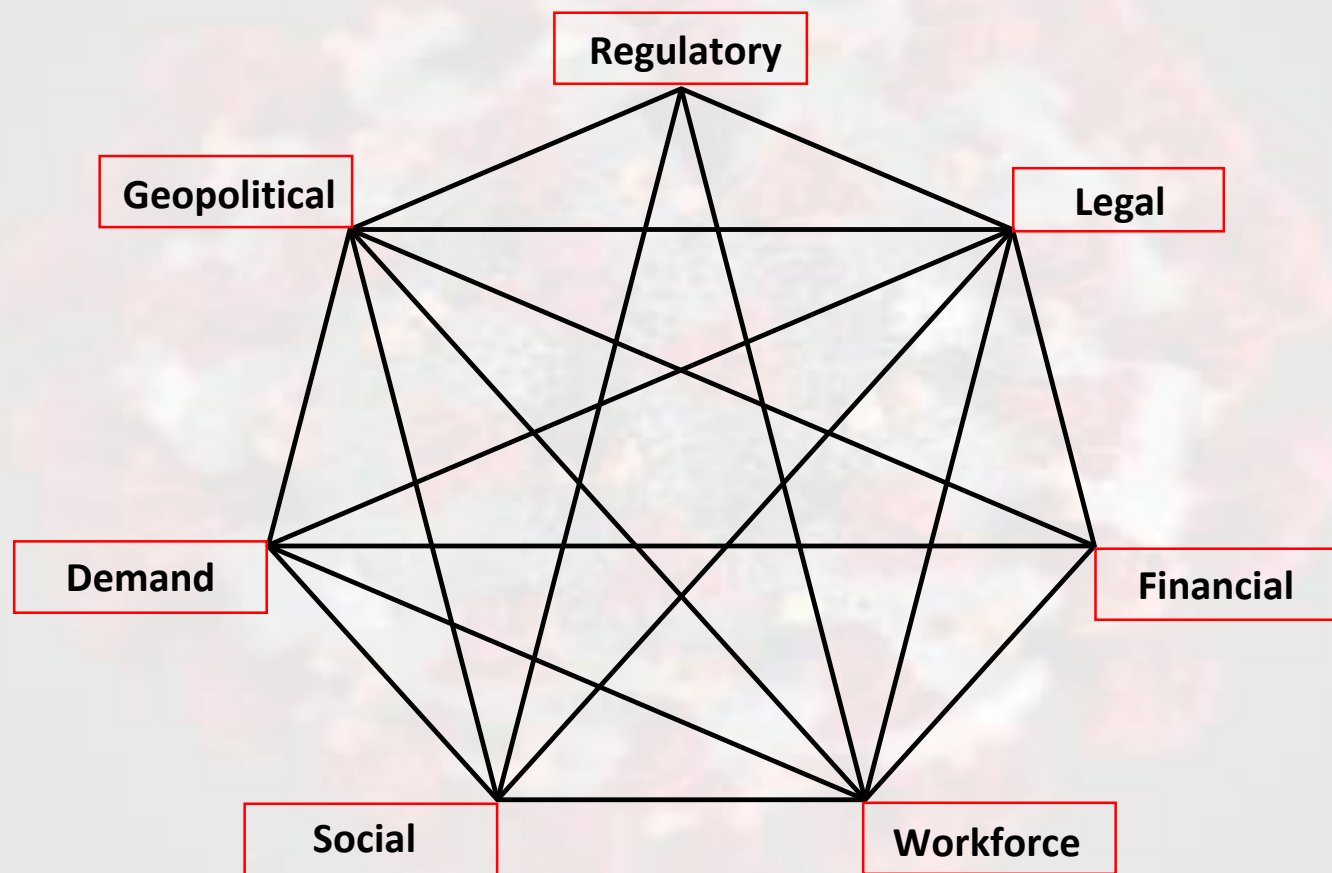 Regulatory
Geopolitical
Legal
Demand
Financial
Social
Workforce